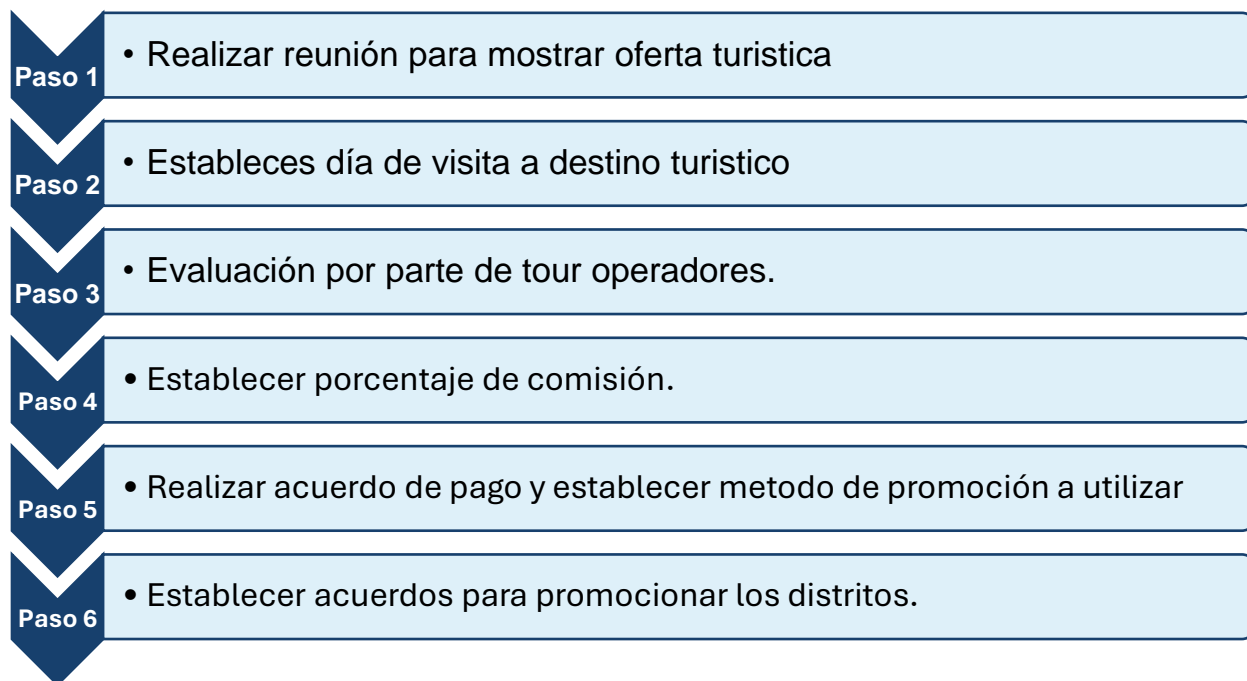 Paso 1
• Realizar reunión para mostrar oferta turistica
Paso 2
• Estableces día de visita a destino turistico
Paso 3
• Evaluación por parte de tour operadores.
Paso 4
• Establecer porcentaje de comisión.
Paso 5
• Realizar acuerdo de pago y establecer metodo de promoción a utilizar
Paso 6
• Establecer acuerdos para promocionar los distritos.